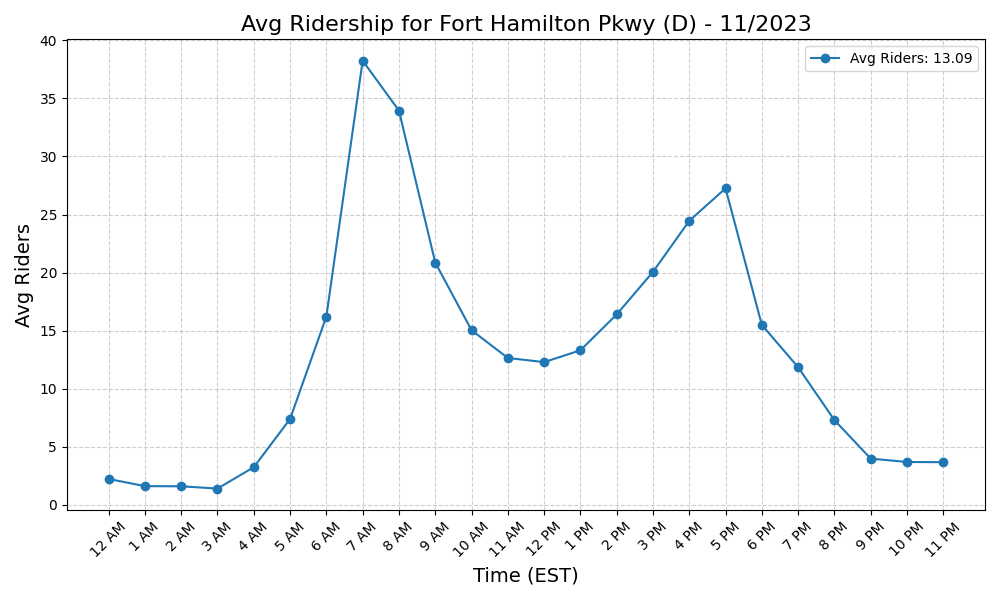 Avg Ridership for Fort Hamilton Pkwy (D) - 11/2023
Avg Riders: 13.09
Avg Riders
40
35
30
25
20
15
10
5
0
12 AM
1 AM
2 AM
3 AM
4 AM
5 AM
6 AM
7 AM
8 AM
9 AM
10 AM
11 AM
12 PM
1 PM
2 PM
3 PM
4 PM
5 PM
6 PM
7 PM
8 PM
9 PM
10 PM
11 PM
Time (EST)